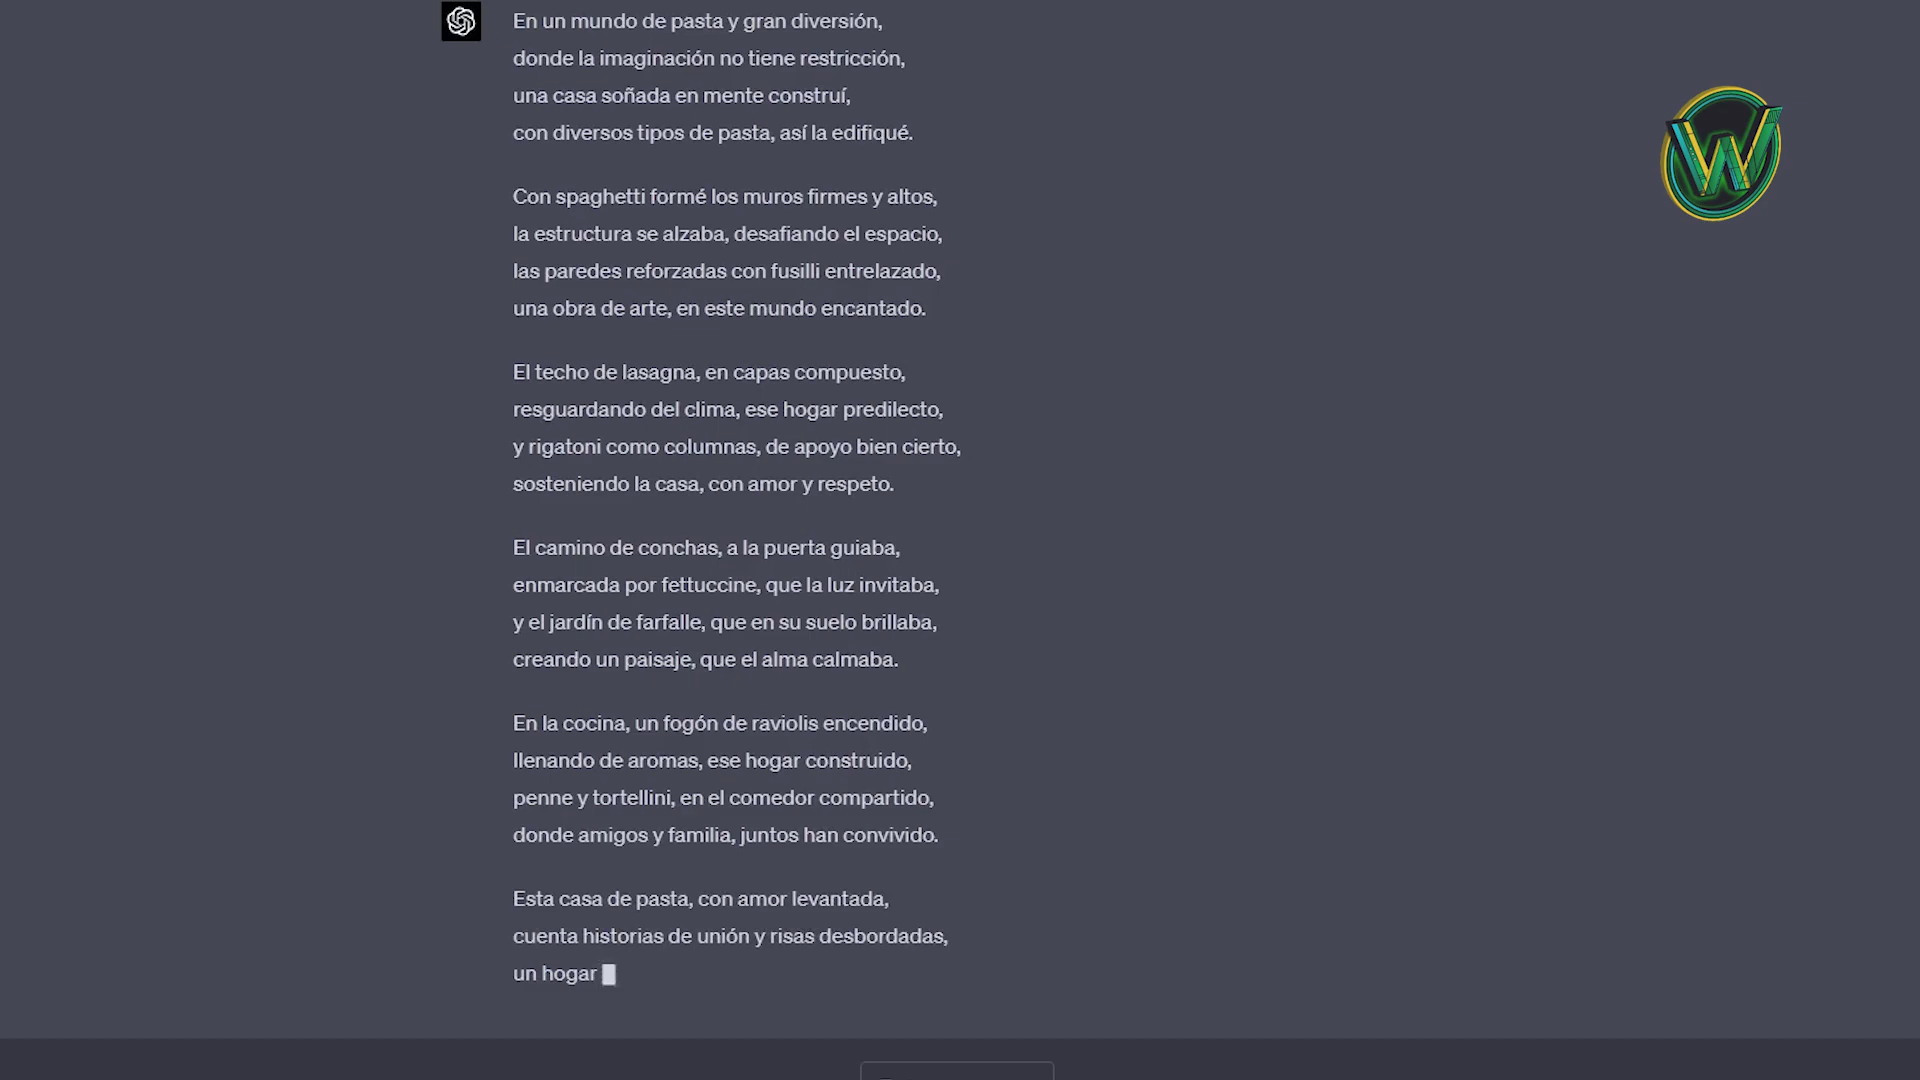 En un mundo de pasta y gran diversión,
donde la imaginación no tiene restricción,
una casa soñada en mente construí,
con diversos tipos de pasta, así la edifiqué.
Con spaghetti formé los muros firmes y altos,
la estructura se alzaba, desafiando el espacio,
las paredes reforzadas con fusilli entrelazado,
una obra de arte, en este mundo encantado.
El techo de lasagna, en capas compuesto,
resguardando del clima, ese hogar predilecto,
y rigatoni como columnas, de apoyo bien cierto,
sosteniendo la casa, con amor y respeto.
El camino de conchas, a la puerta guiaba,
enmarcada por fettuccine, que la luz invitaba,
y el jardín de farfalle, que en su suelo brillaba,
creando un paisaje, que el alma calmaba.
En la cocina, un fogón de raviolis encendido,
llenando de aromas, ese hogar construido,
penne y tortellini, en el comedor compartido,
donde amigos y familia, juntos han convivido.
Esta casa de pasta, con amor levantada,
cuenta historias de unión y risas desbordadas,
un hogar
W